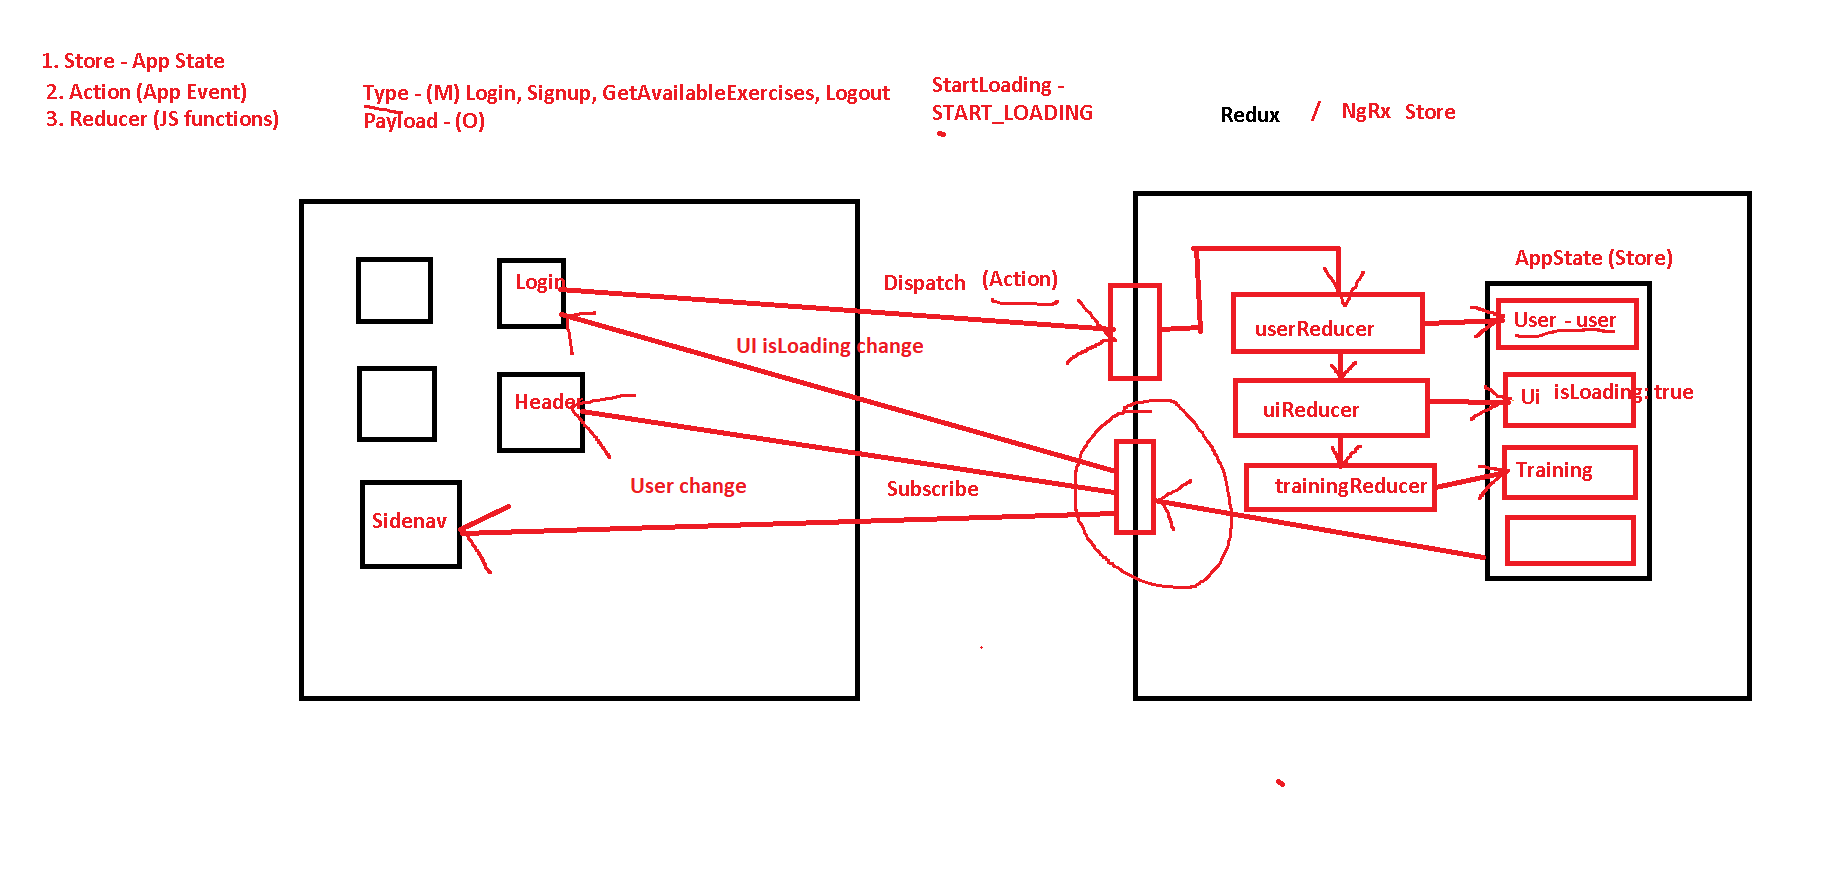 1. Store - App State
2. Action (App Event)
3. Reducer (JS functions)
Type - (M) Login, Signup, GetAvailableExercises, Logout
Payload - (O)
StartLoading -
START_LOADING
Redux / NgRx Store
Login
Header
Sidenav
Dispatch (Action)
UI isLoading change
User change
Subscribe
userReducer
uiReducer
trainingReducer
AppState (Store)
User - user
Ui isLoading: true
Training